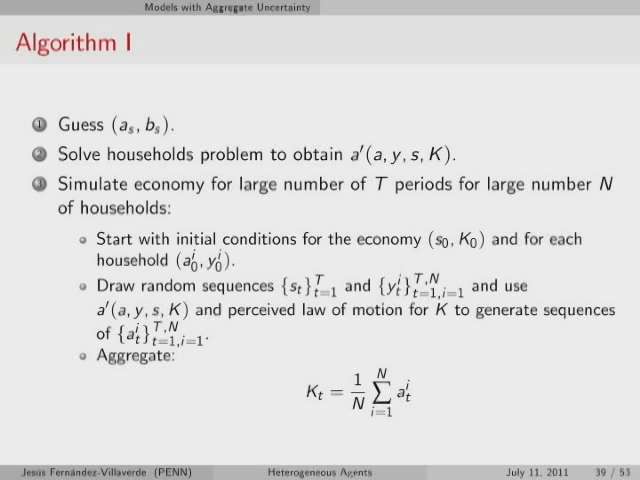 Models with Aggregate Uncertainty
Algorithm I
1 Guess (a_s, b_s).
2 Solve households problem to obtain a′(a, y, s, K).
3 Simulate economy for large number of T periods for large number N
of households:
Start with initial conditions for the economy (s_0, K_0) and for each
household (a_0^i, y_0^i).
Draw random sequences {s_t}_{t=1}^T and {y_t^i}_{t=1,i=1}^{T,N} and use
a′(a, y, s, K) and perceived law of motion for K to generate sequences
of {a_t^i}_{t=1,i=1}^{T,N}.
Aggregate:
K_t = \frac{1}{N} \sum_{i=1}^{N} a_t^i
Jesús Fernández-Villaverde (PENN) Heterogeneous Agents July 11, 2011 39 / 53